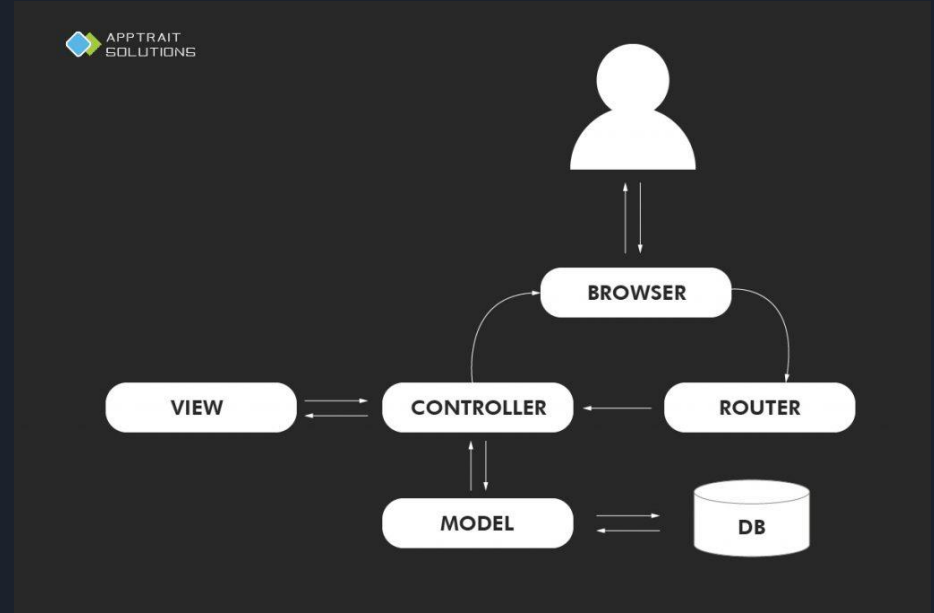 APPTRAIT
SOLUTIONS
BROWSER
VIEW
CONTROLLER
ROUTER
MODEL
DB